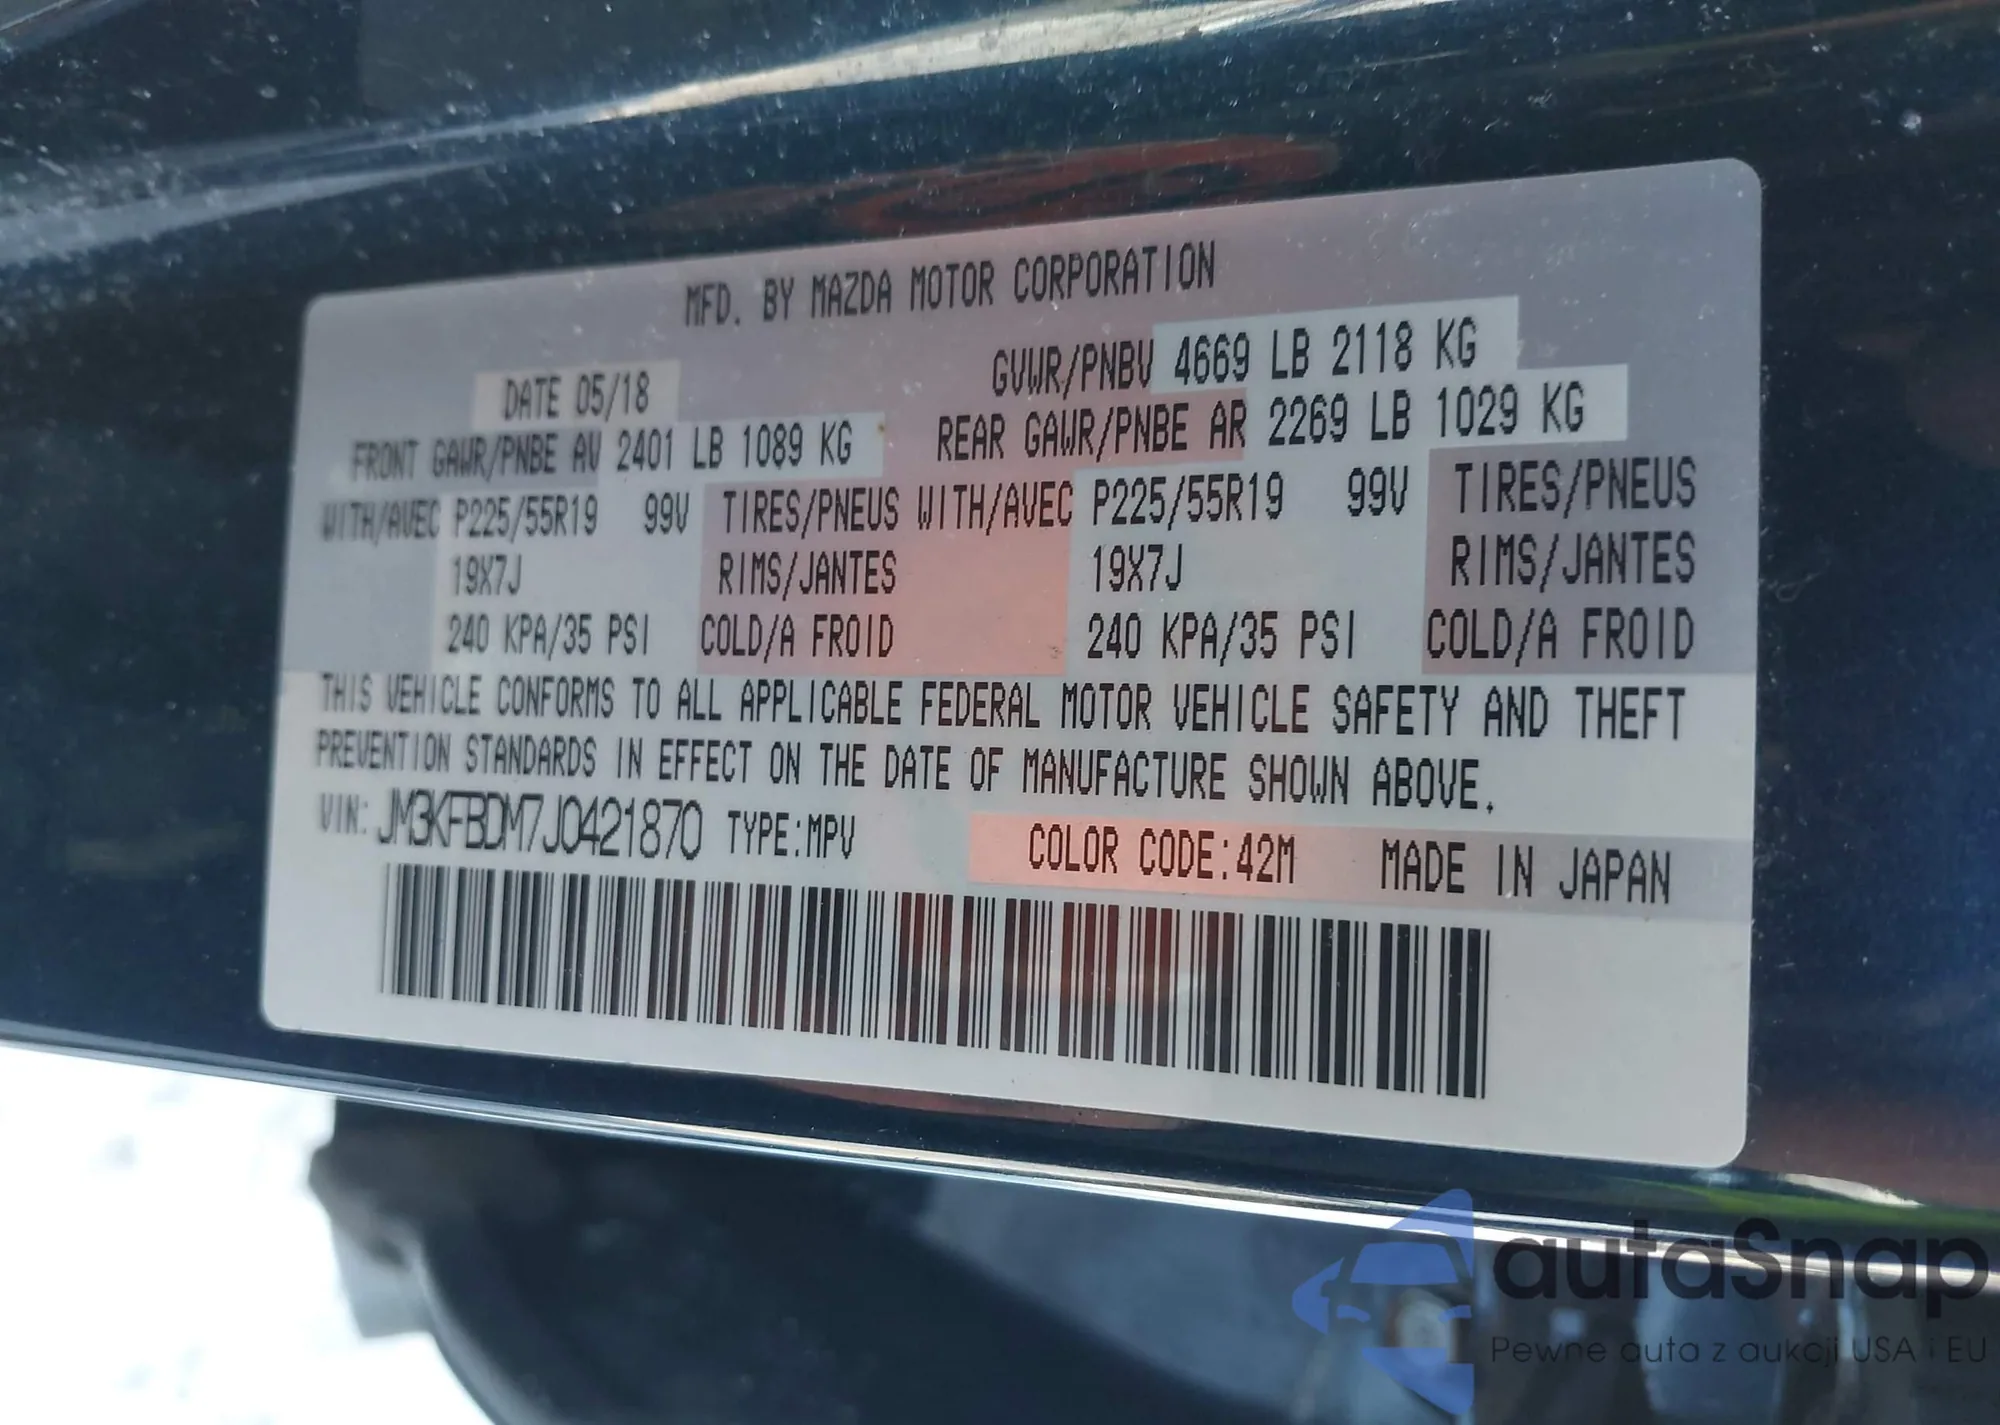 MFD. BY MAZDA MOTOR CORPORATION
DATE 05/18 GVWR/PNBV 4669 LB 2118 KG
FRONT GAWR/PNBE AV 2401 LB 1089 KG REAR GAWR/PNBE AR 2269 LB 1029 KG
WITH/AVEC P225/55R19 99V TIRES/PNEUS WITH/AVEC P225/55R19 99V TIRES/PNEUS
19X7J RIMS/JANTES 19X7J RIMS/JANTES
240 KPA/35 PSI COLD/A FROID 240 KPA/35 PSI COLD/A FROID
THIS VEHICLE CONFORMS TO ALL APPLICABLE FEDERAL MOTOR VEHICLE SAFETY AND THEFT
PREVENTION STANDARDS IN EFFECT ON THE DATE OF MANUFACTURE SHOWN ABOVE.
VIN: JM3KFBDM7J0421870 TYPE:MPV COLOR CODE:42M MADE IN JAPAN
autaSnap
Pewne auta z aukcji USA i EU